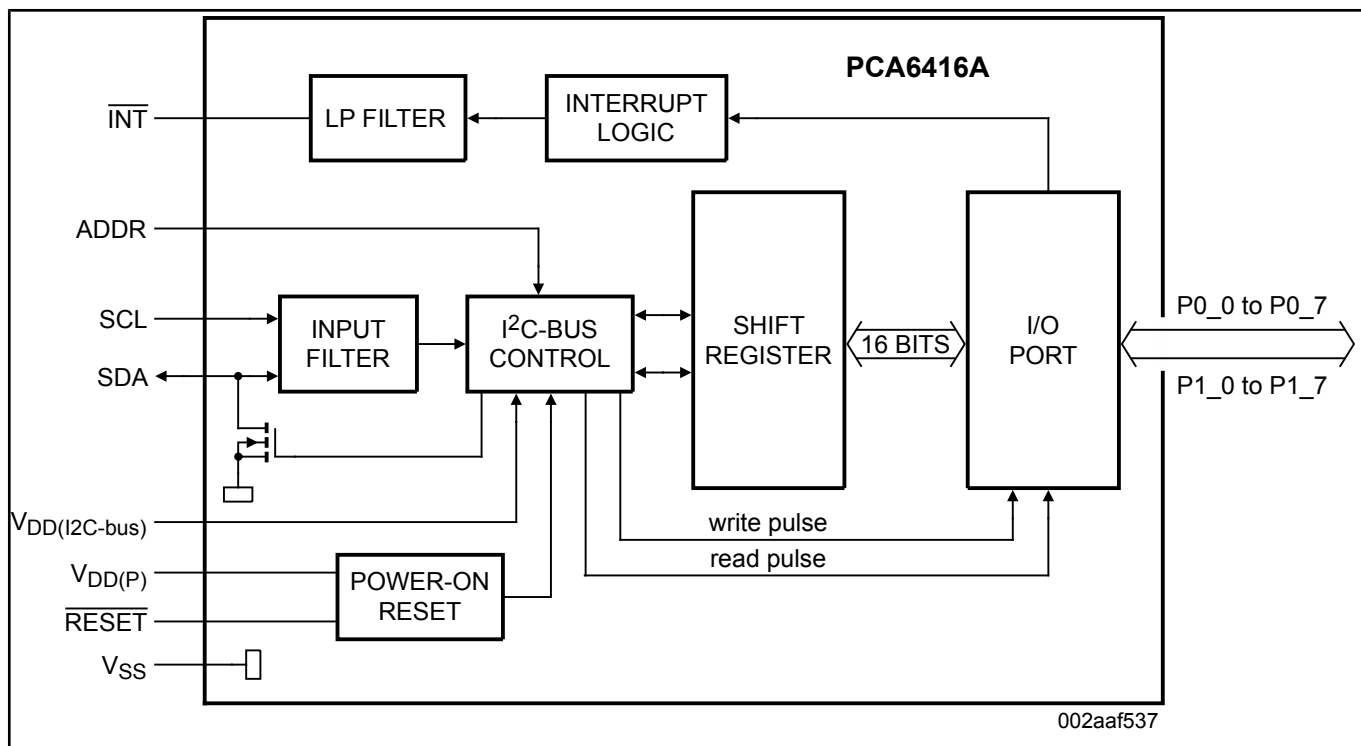 PCA6416A
INT
LP FILTER
INTERRUPT
LOGIC
ADDR
SCL
SDA
INPUT
FILTER
I²C-BUS
CONTROL
SHIFT
REGISTER
16 BITS
I/O
PORT
P0_0 to P0_7
P1_0 to P1_7
VDD(I2C-bus)
write pulse
read pulse
VDD(P)
RESET
POWER-ON
RESET
VSS
002aaf537